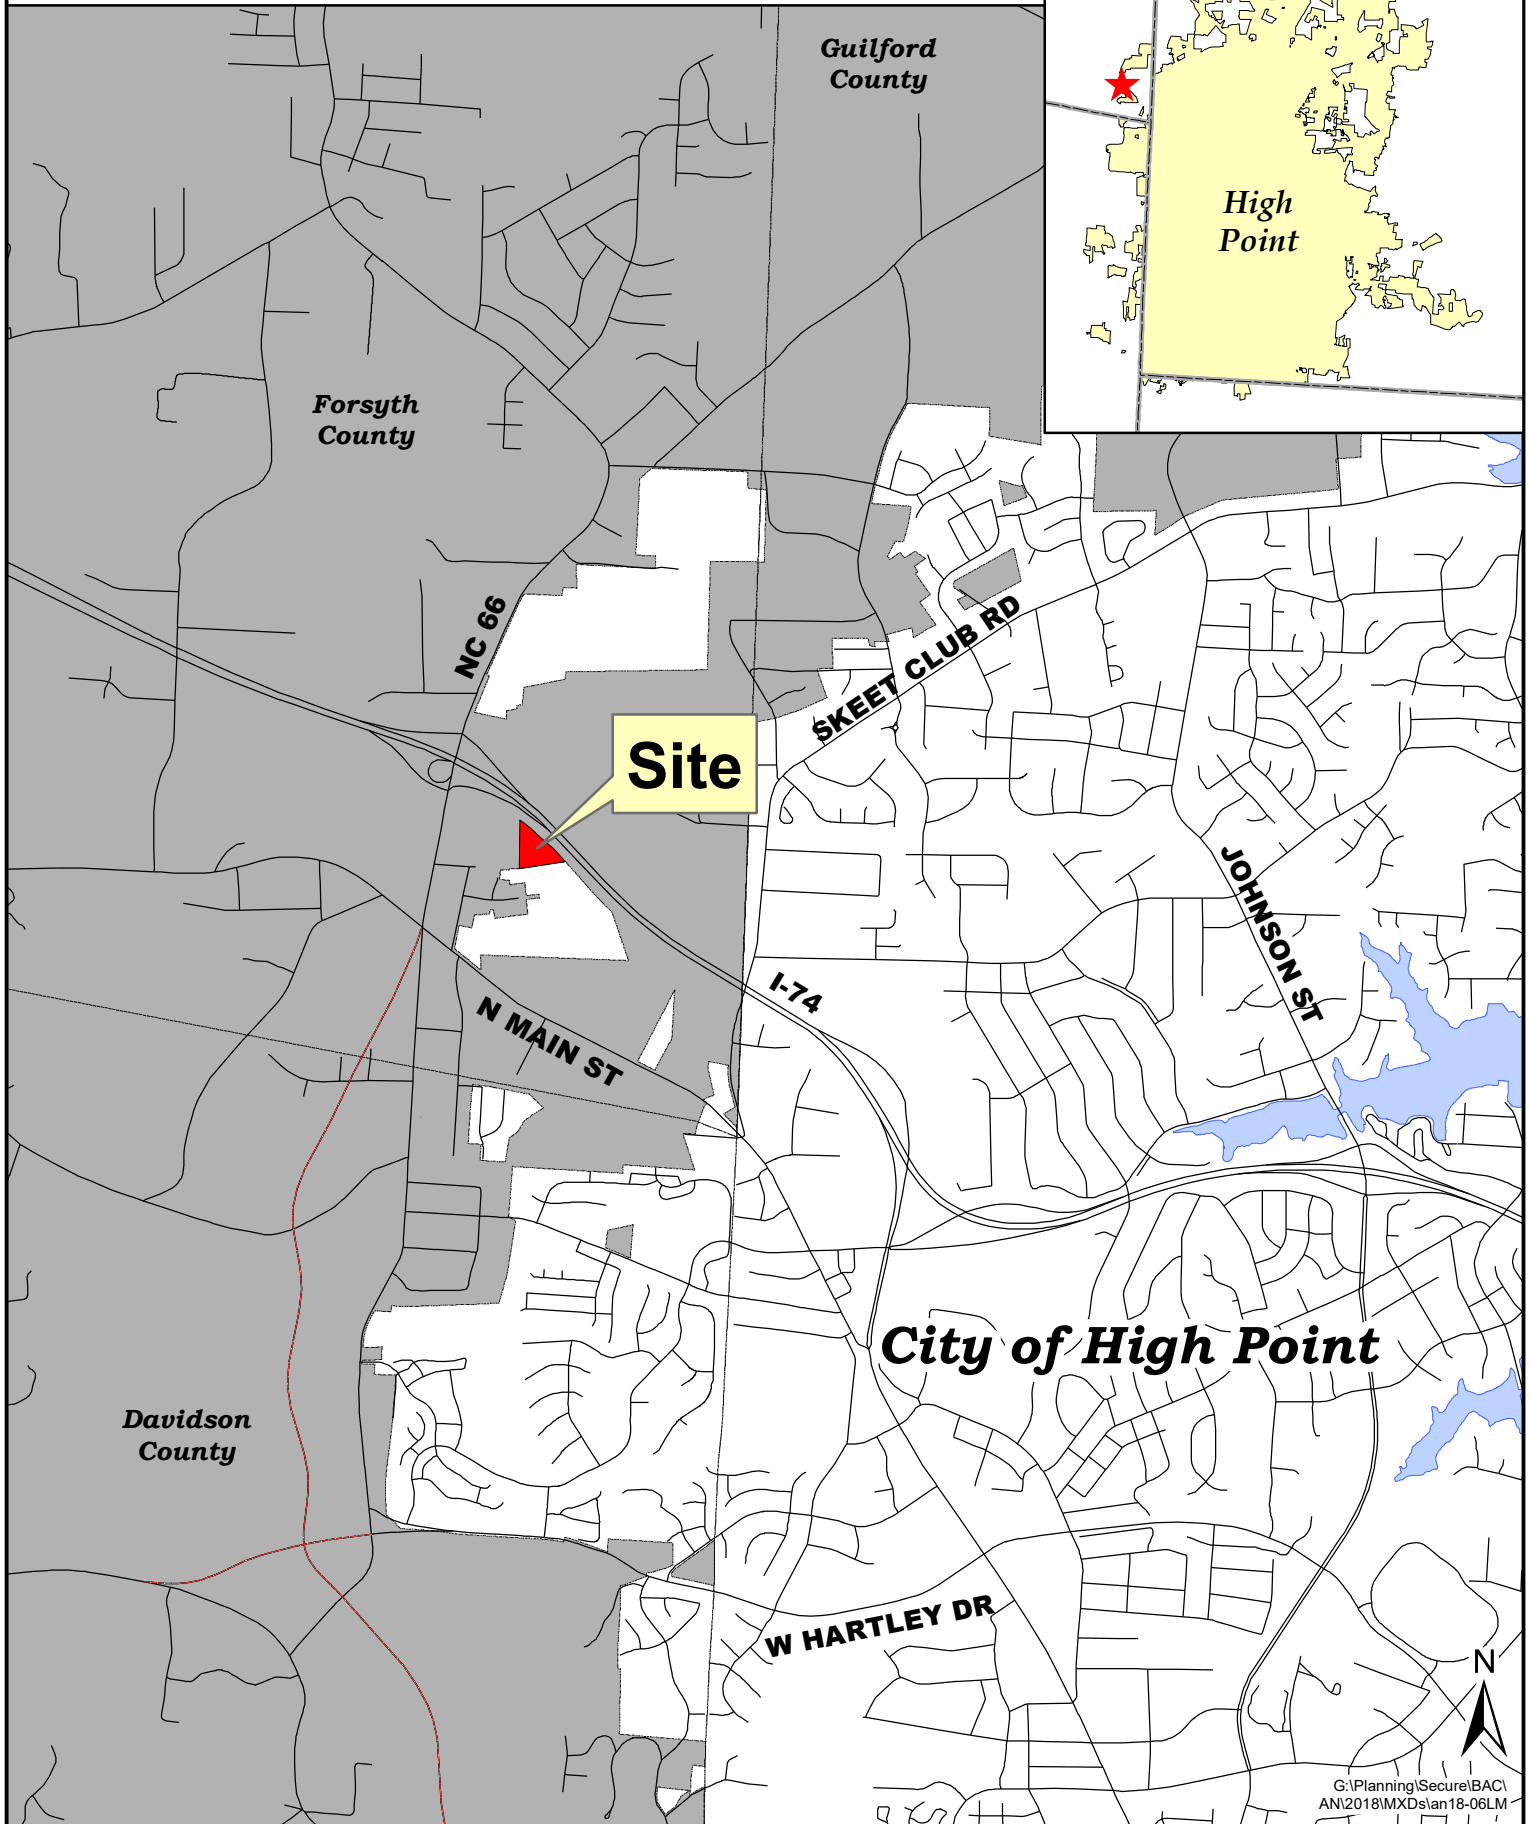 Guilford
County
High
Point
Forsyth
County
NC 66
SKEET CLUB RD
Site
JOHNSON ST
I-74
N MAIN ST
City of High Point
Davidson
County
W HARTLEY DR
N
G:\Planning\Secure\BAC\
AN\2018\MXDs\an18-06LM